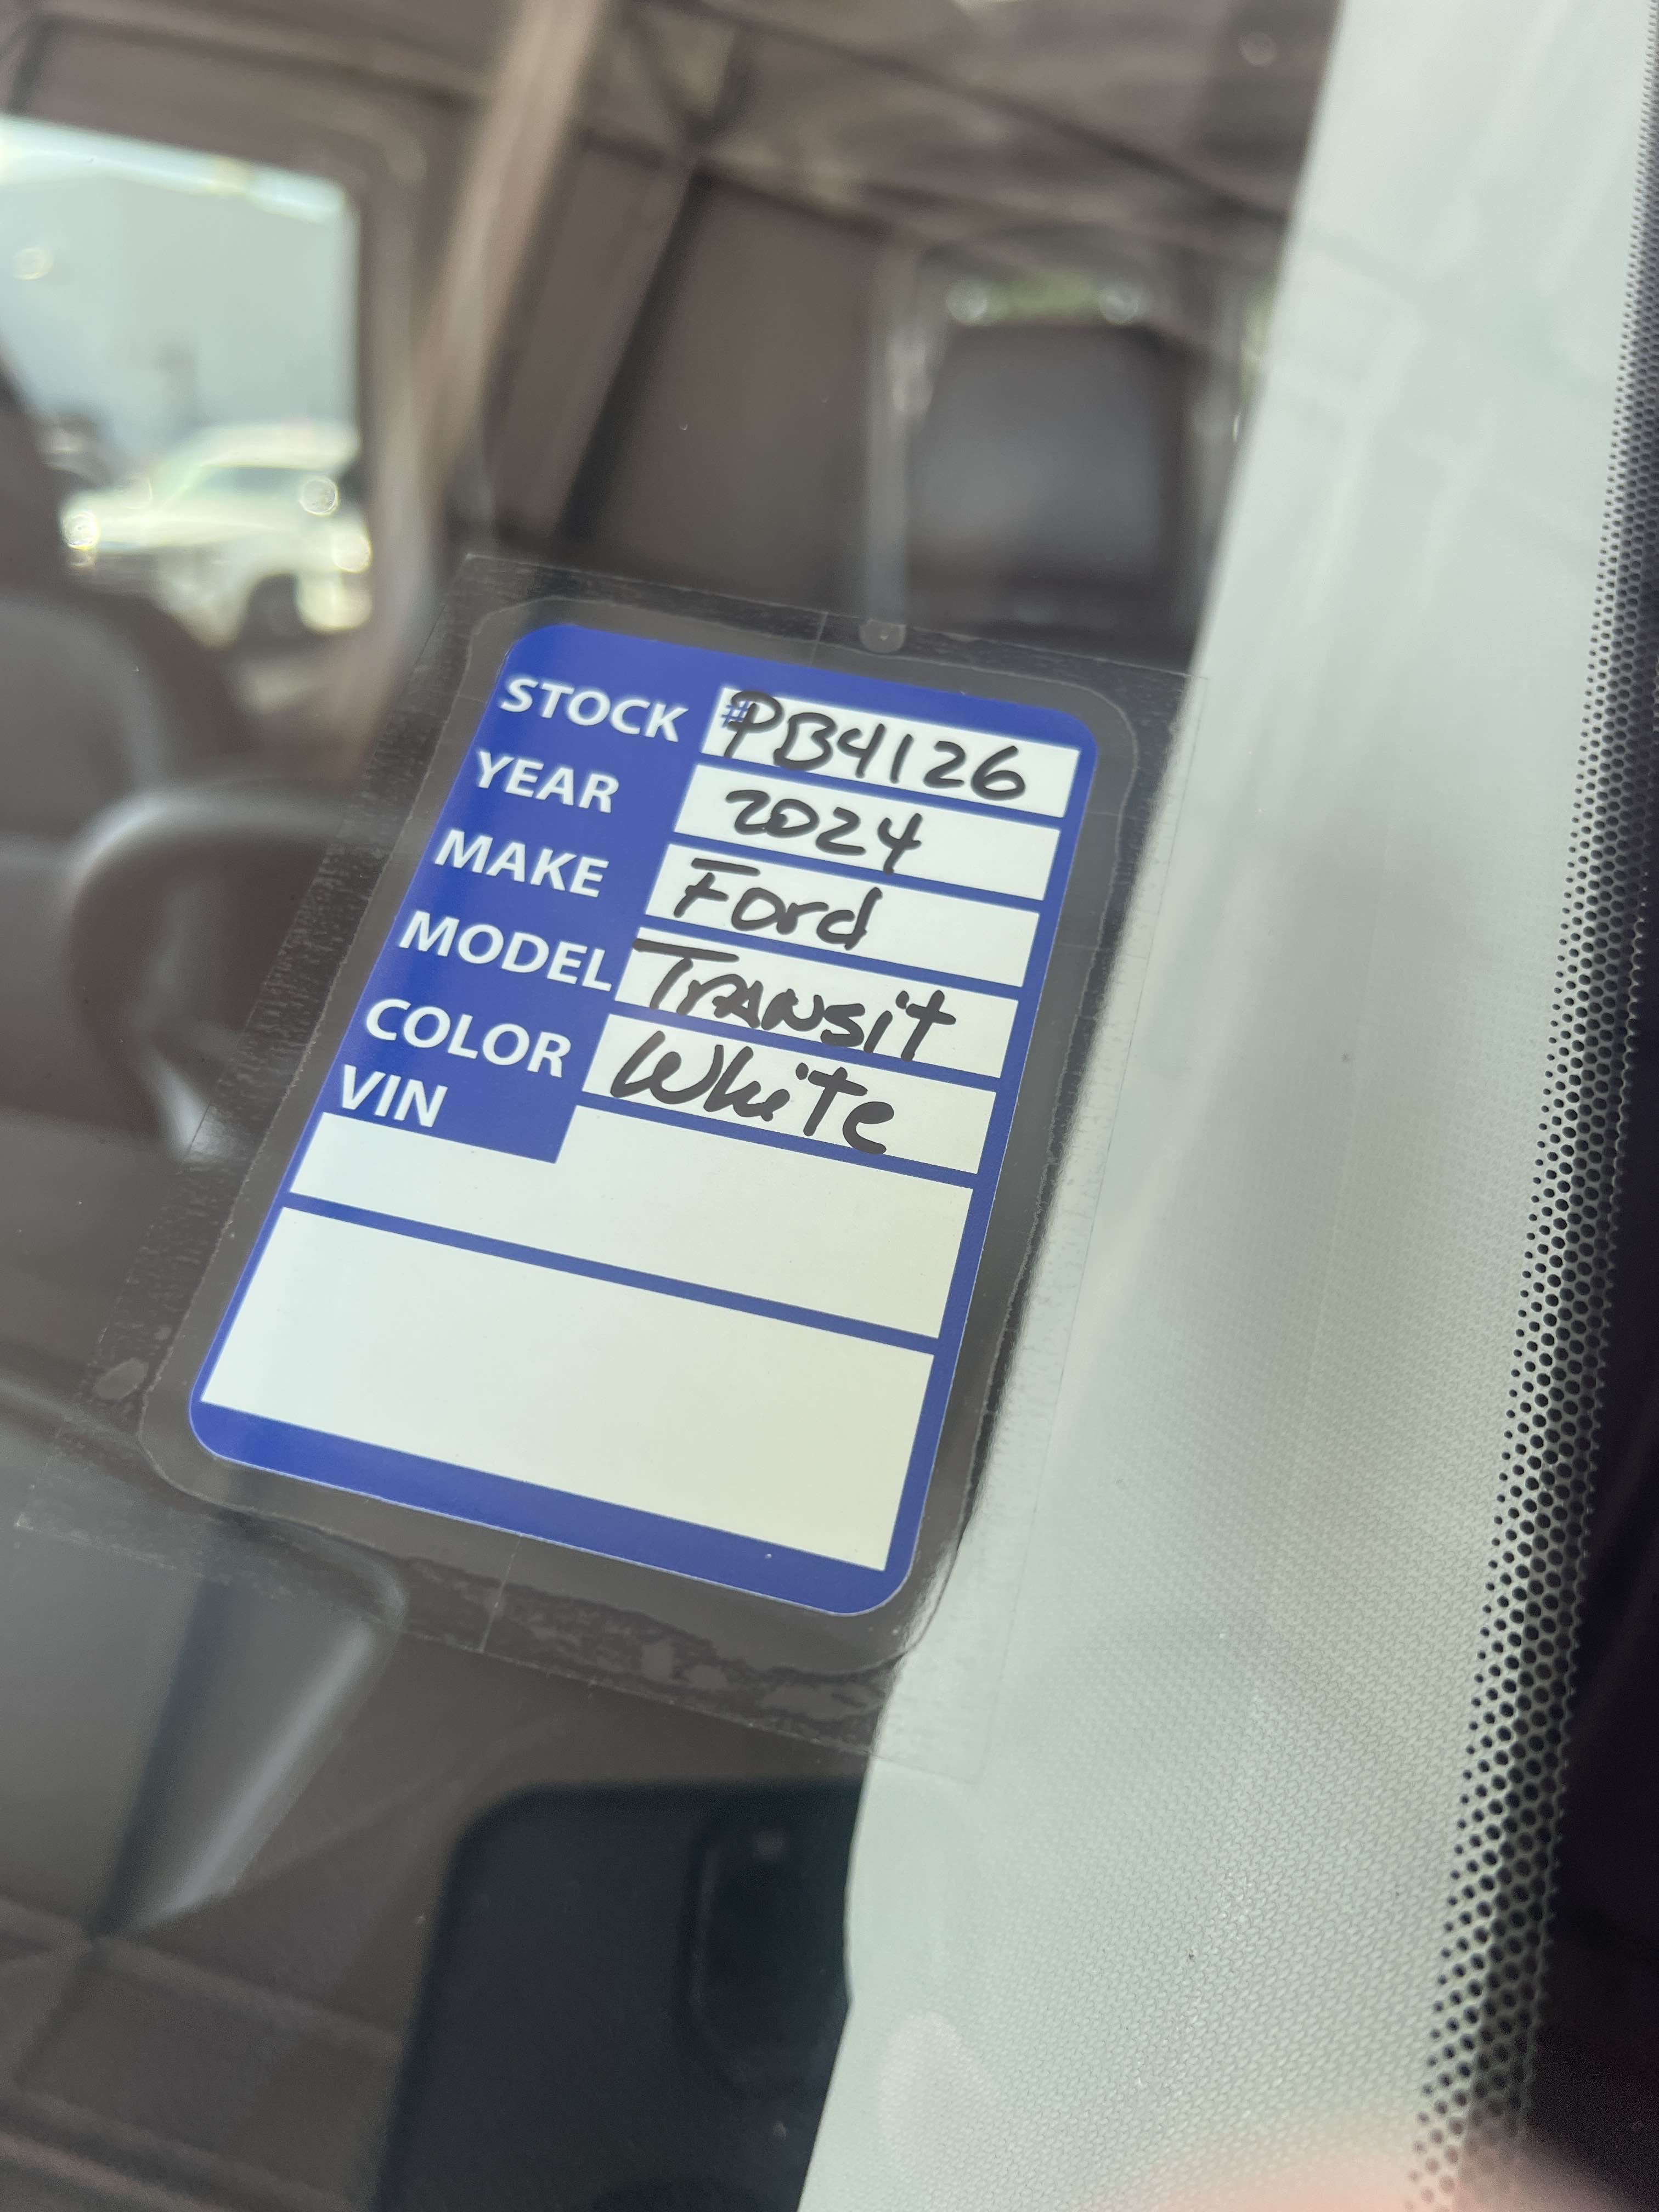 STOCK #PB4126
YEAR 2024
MAKE Ford
MODEL Transit
COLOR White
VIN